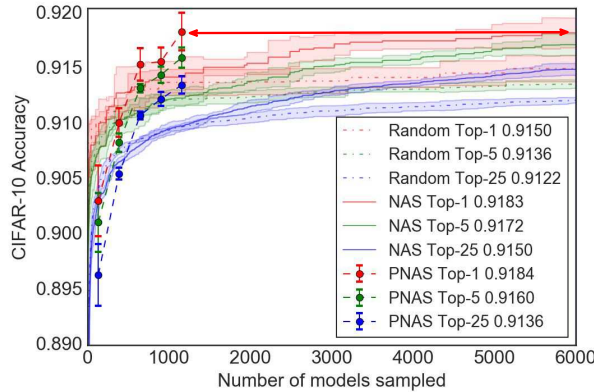 0.920
0.915
0.910
0.905
0.900
0.895
0.890
CIFAR-10 Accuracy
Random Top-1 0.9150
Random Top-5 0.9136
Random Top-25 0.9122
NAS Top-1 0.9183
NAS Top-5 0.9172
NAS Top-25 0.9150
PNAS Top-1 0.9184
PNAS Top-5 0.9160
PNAS Top-25 0.9136
0 1000 2000 3000 4000 5000 6000
Number of models sampled